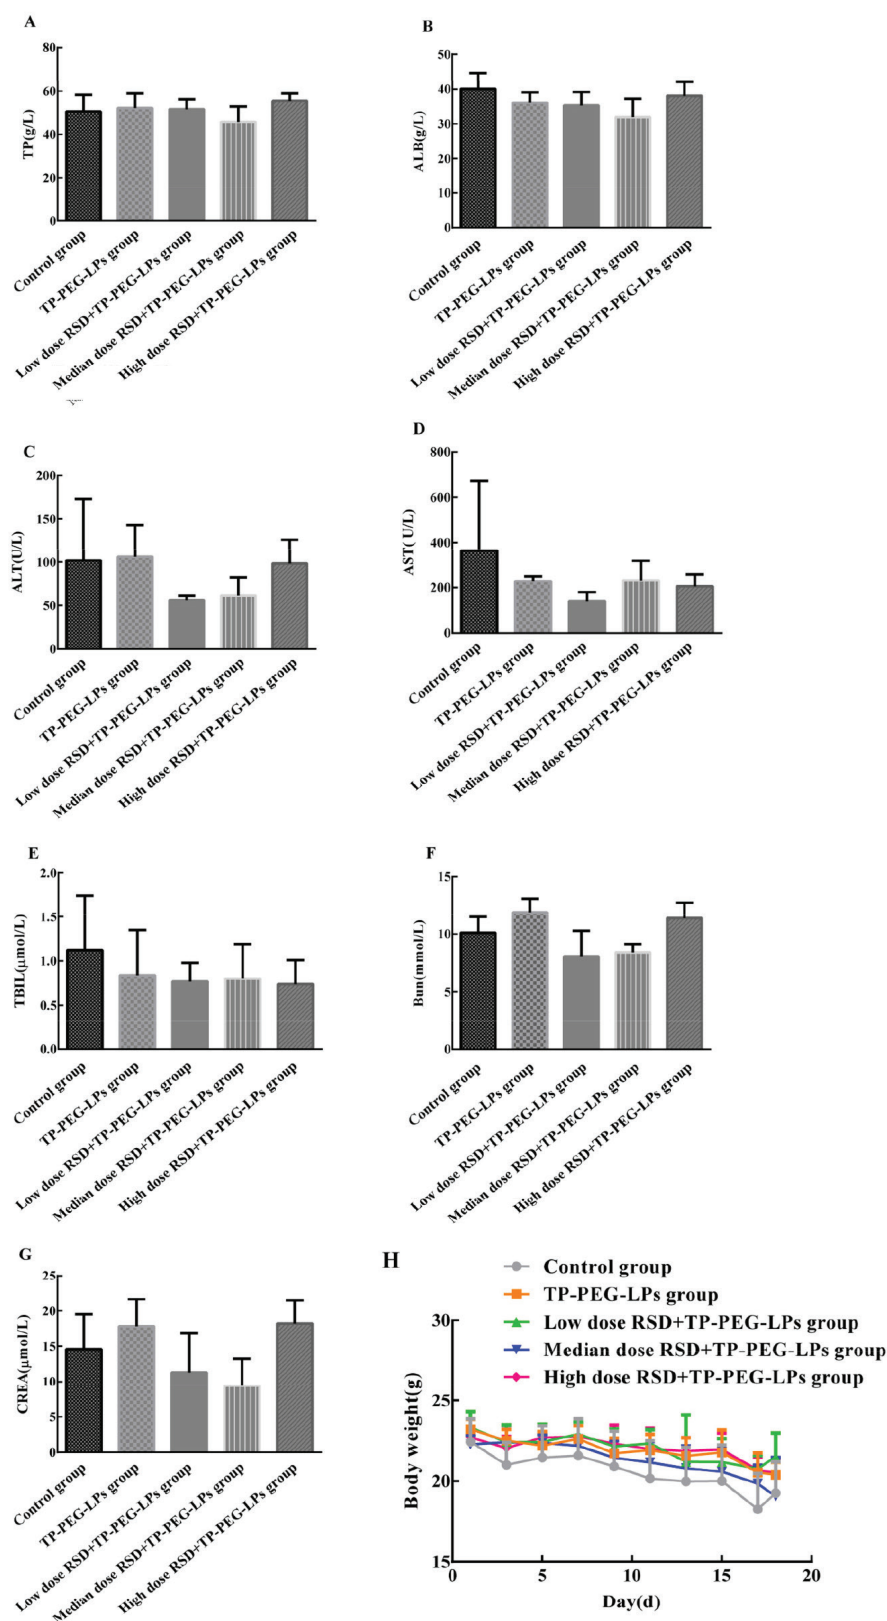 A
TP(g/L)
80
60
40
20
0
Control group
TP-PEG-LPs group
Low dose RSD+TP-PEG-LPs group
Median dose RSD+TP-PEG-LPs group
High dose RSD+TP-PEG-LPs group
B
ALB(g/L)
50
40
30
20
10
0
Control group
TP-PEG-LPs group
Low dose RSD+TP-PEG-LPs group
Median dose RSD+TP-PEG-LPs group
High dose RSD+TP-PEG-LPs group
C
ALT(U/L)
200
150
100
50
0
Control group
TP-PEG-LPs group
Low dose RSD+TP-PEG-LPs group
Median dose RSD+TP-PEG-LPs group
High dose RSD+TP-PEG-LPs group
D
AST( U/L)
800
600
400
200
0
Control group
TP-PEG-LPs group
Low dose RSD+TP-PEG-LPs group
Median dose RSD+TP-PEG-LPs group
High dose RSD+TP-PEG-LPs group
E
TBIL(μmol/L)
2.0
1.5
1.0
0.5
0.0
Control group
TP-PEG-LPs group
Low dose RSD+TP-PEG-LPs group
Median dose RSD+TP-PEG-LPs group
High dose RSD+TP-PEG-LPs group
F
Bun(mmol/L)
15
10
5
0
Control group
TP-PEG-LPs group
Low dose RSD+TP-PEG-LPs group
Median dose RSD+TP-PEG-LPs group
High dose RSD+TP-PEG-LPs group
G
CREA(μmol/L)
25
20
15
10
5
0
Control group
TP-PEG-LPs group
Low dose RSD+TP-PEG-LPs group
Median dose RSD+TP-PEG-LPs group
High dose RSD+TP-PEG-LPs group
H
Control group
TP-PEG-LPs group
Low dose RSD+TP-PEG-LPs group
Median dose RSD+TP-PEG-LPs group
High dose RSD+TP-PEG-LPs group
Body weight(g)
30
25
20
15
0
5
10
15
20
Day(d)